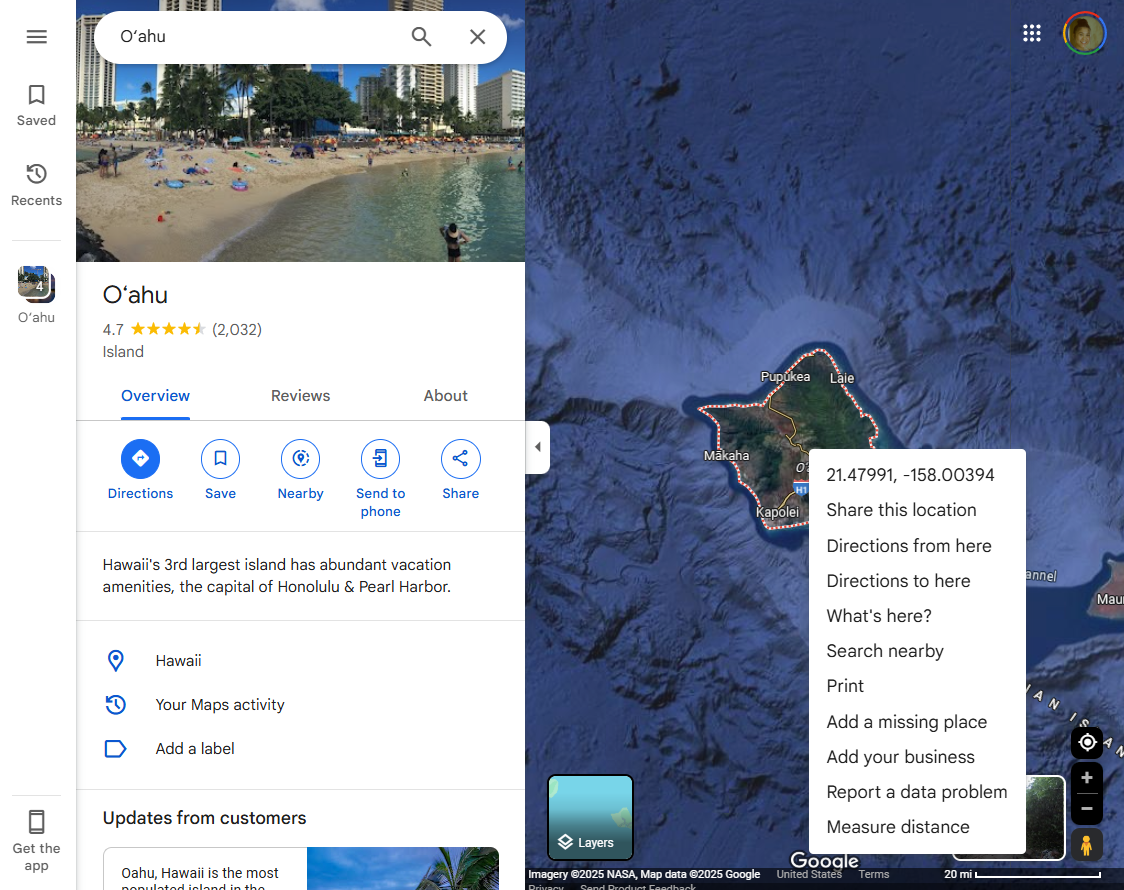 Oʻahu
Saved
Recents
4
Oʻahu
Get the
app
Oʻahu
4.7 (2,032)
Island
Overview
Reviews
About
Directions
Save
Nearby
Send to
phone
Share
Hawaii's 3rd largest island has abundant vacation
amenities, the capital of Honolulu & Pearl Harbor.
Hawaii
Your Maps activity
Add a label
Updates from customers
Oahu, Hawaii is the most
populated island in the
Pupukea
Laie
Mākaha
H1
Kapolei
21.47991, -158.00394
Share this location
Directions from here
Directions to here
What's here?
Search nearby
Print
Add a missing place
Add your business
Report a data problem
Measure distance
Layers
Google
Imagery ©2025 NASA, Map data ©2025 Google
United States
Terms
20 mi
Privacy
Send Product Feedback